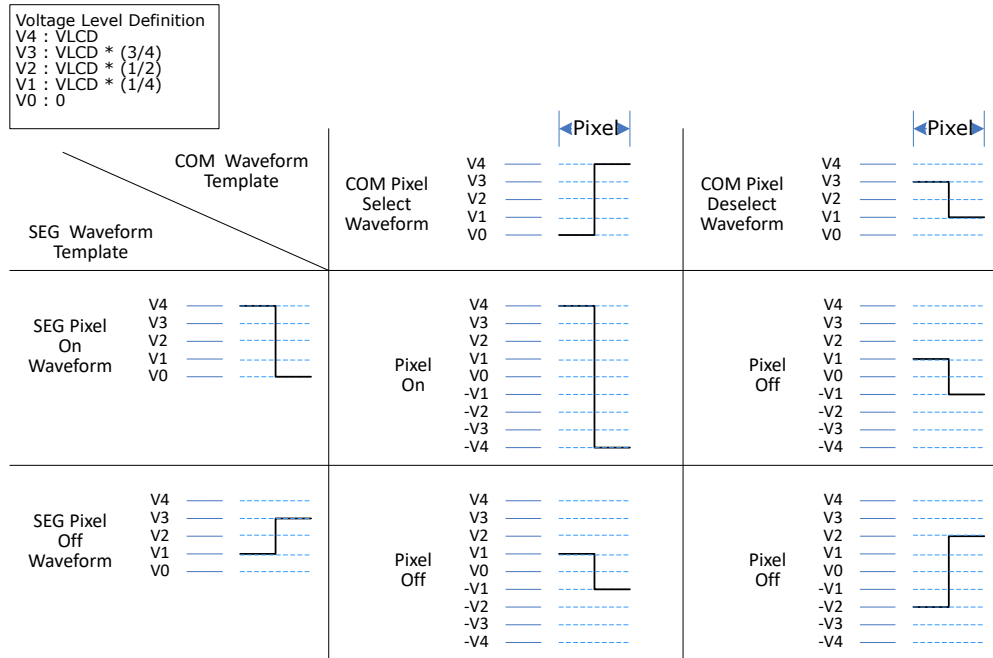 Voltage Level Definition
V4 : VLCD
V3 : VLCD * (3/4)
V2 : VLCD * (1/2)
V1 : VLCD * (1/4)
V0 : 0
COM Waveform
Template
SEG Waveform
Template
COM Pixel
Select
Waveform
Pixel
V4
V3
V2
V1
V0
COM Pixel
Deselect
Waveform
Pixel
V4
V3
V2
V1
V0
SEG Pixel
On
Waveform
V4
V3
V2
V1
V0
Pixel
On
V4
V3
V2
V1
V0
-V1
-V2
-V3
-V4
Pixel
Off
V4
V3
V2
V1
V0
-V1
-V2
-V3
-V4
SEG Pixel
Off
Waveform
V4
V3
V2
V1
V0
Pixel
Off
V4
V3
V2
V1
V0
-V1
-V2
-V3
-V4
Pixel
Off
V4
V3
V2
V1
V0
-V1
-V2
-V3
-V4